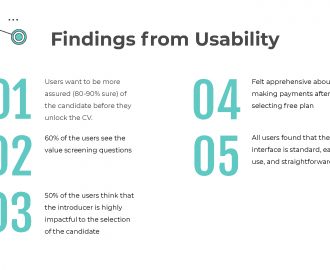 Findings from Usability
01
Users want to be more
assured (80-90% sure) of
the candidate before they
unlock the CV.
02
60% of the users see the
value screening questions
03
50% of the users think that
the introducer is highly
impactful to the selection
of the candidate
04
Felt apprehensive abou
making payments after
selecting free plan
05
All users found that the
interface is standard, ea
use, and straightforward